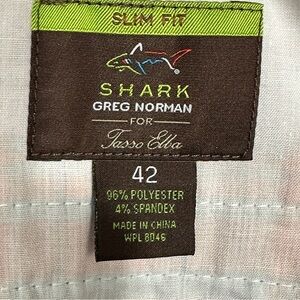 SLIM FIT
SHARK
GREG NORMAN
FOR
Tasso Elba
42
96% POLYESTER
4% SPANDEX
MADE IN CHINA
WPL 8046